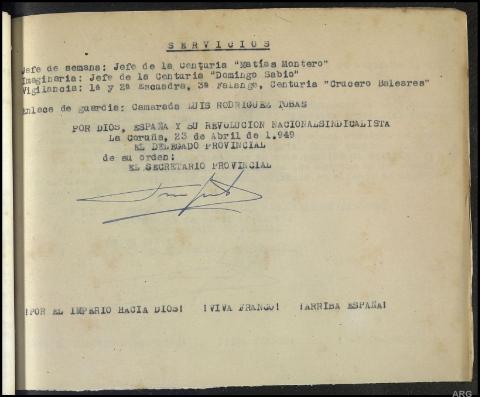 SERVICIOS
Jefe de semana: Jefe de la Centuria "Matías Montero"
Imaginaria: Jefe de la Centuria "Domingo Sabio"
Vigilancia: 1ª y 2ª Escuadra, 3ª Falange, Centuria "Crucero Baleares"
Enlace de guardia: Camarada LUIS RODRIGUEZ TOBAS
POR DIOS, ESPAÑA Y SU REVOLUCION NACIONALSINDICALISTA
La Coruña, 23 de Abril de 1.949
EL DELEGADO PROVINCIAL
de su orden:
EL SECRETARIO PROVINCIAL
¡POR EL IMPERIO HACIA DIOS! ¡VIVA FRANCO! ¡ARRIBA ESPAÑA!
ARG